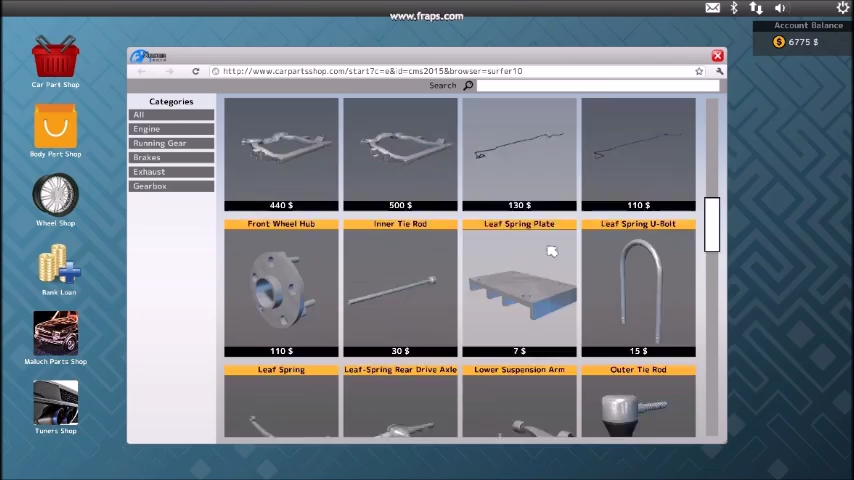 www.fraps.com
Account Balance
6775 $
Car Part Shop
Body Part Shop
Wheel Shop
Bank Loan
Maluch Parts Shop
Tuners Shop
http://www.carpartsshop.com/start?c=e&id=cms2015&browser=surfer10
Search
Categories
All
Engine
Running Gear
Brakes
Exhaust
Gearbox
440 $
500 $
130 $
110 $
Front Wheel Hub
Inner Tie Rod
Leaf Spring Plate
Leaf Spring U-Bolt
110 $
30 $
7 $
15 $
Leaf Spring
Leaf-Spring Rear Drive Axle
Lower Suspension Arm
Outer Tie Rod